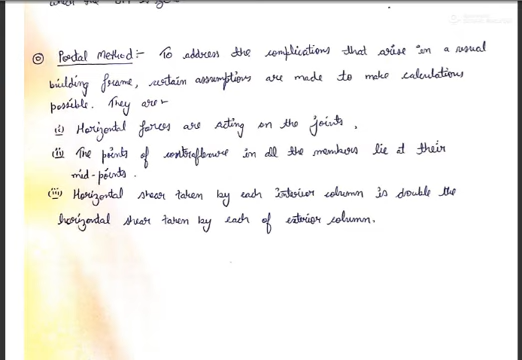 ⊙ Portal Method:- To address the complications that arise in a usual
building frame, certain assumptions are made to make calculations
possible. They are
(i) Horizontal forces are acting on the joints.
(ii) The points of contraflexure in all the members lie at their
mid-points.
(iii) Horizontal shear taken by each interior column is double the
horizontal shear taken by each of exterior column.